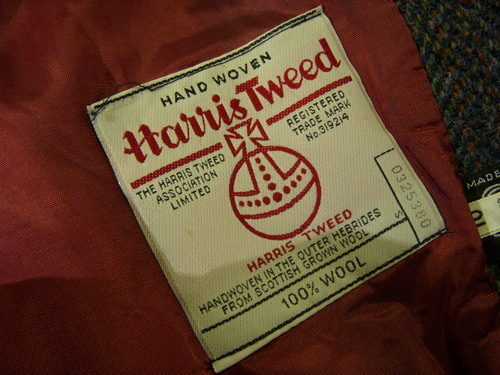 HAND WOVEN
Harris Tweed
THE HARRIS TWEED
ASSOCIATION
LIMITED
REGISTERED
TRADE MARK
No.319214
HARRIS TWEED
HANDWOVEN IN THE OUTER HEBRIDES
FROM SCOTTISH GROWN WOOL
100% WOOL
0325380
S
MADE